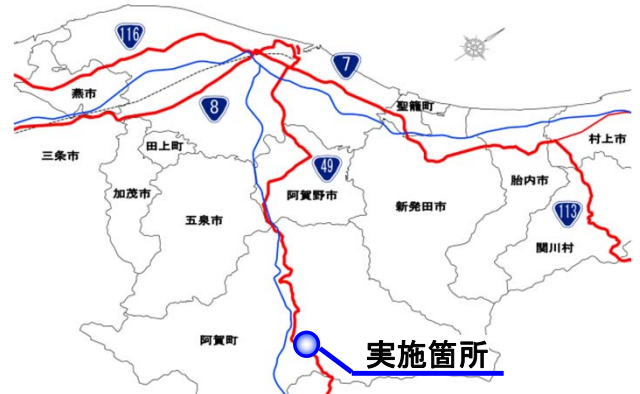 116
7
燕市
8
聖籠町
三条市
田上町
村上市
加茂市
49
阿賀野市
胎内市
五泉市
新発田市
113
関川村
阿賀町
実施箇所